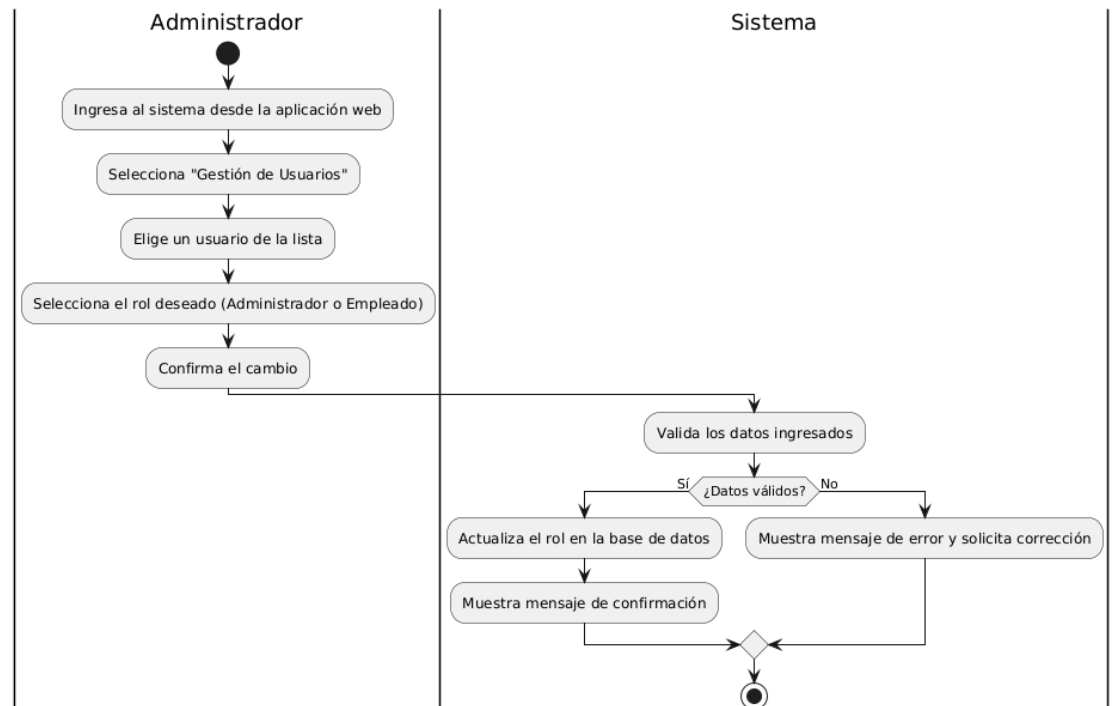 Administrador
Sistema
Ingresa al sistema desde la aplicación web
Selecciona "Gestión de Usuarios"
Elige un usuario de la lista
Selecciona el rol deseado (Administrador o Empleado)
Confirma el cambio
Valida los datos ingresados
Sí
¿Datos válidos?
No
Actualiza el rol en la base de datos
Muestra mensaje de error y solicita corrección
Muestra mensaje de confirmación